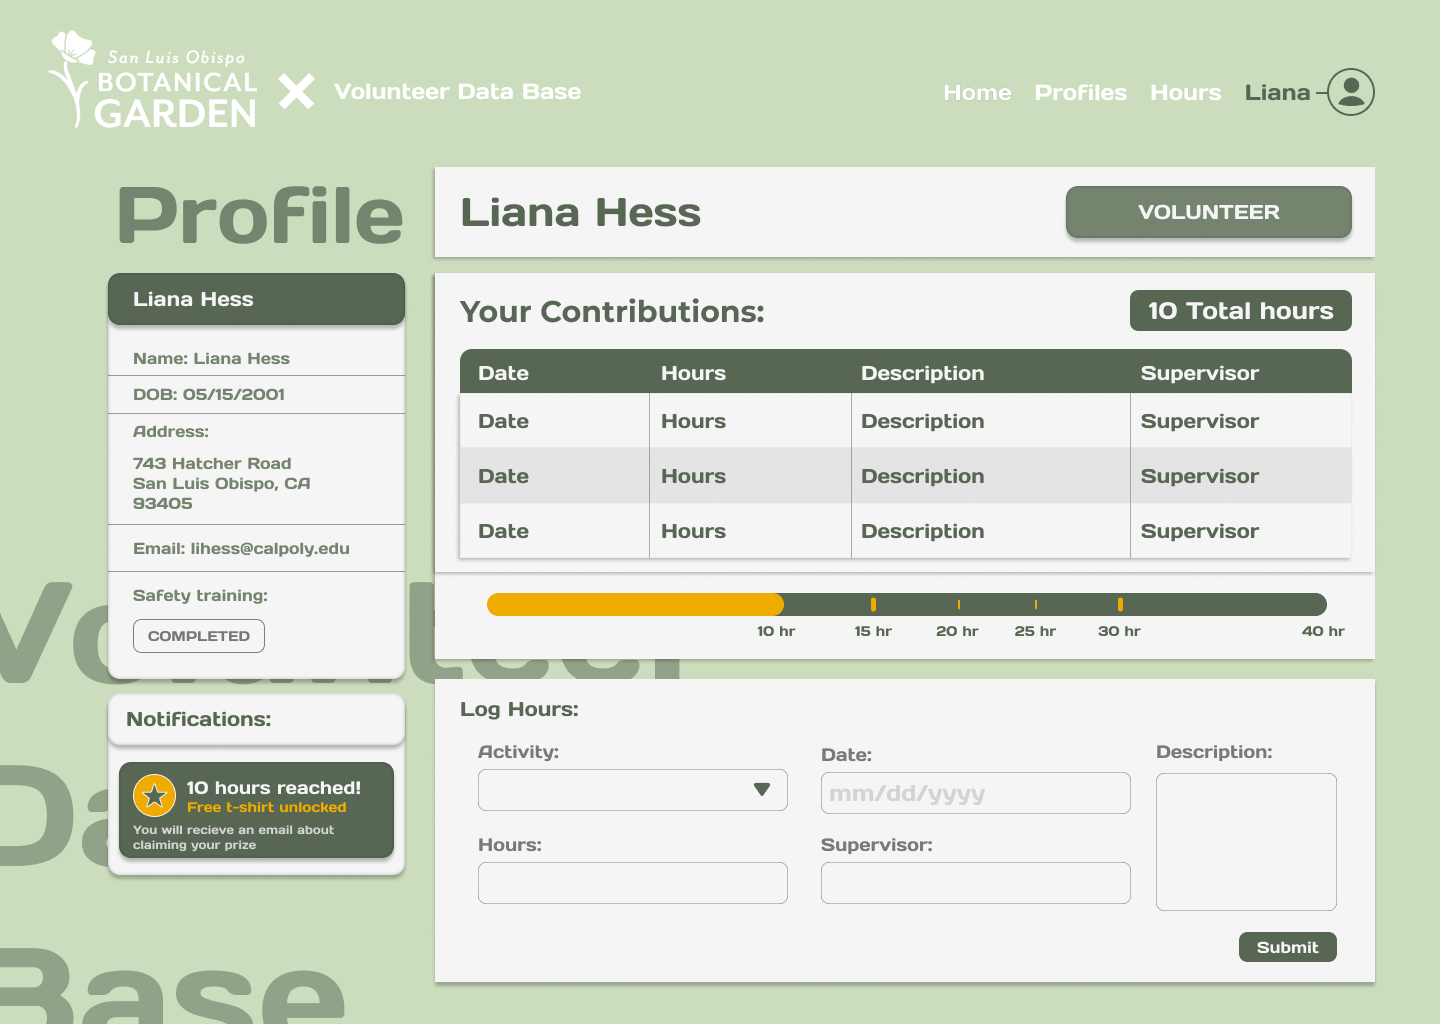 San Luis Obispo
BOTANICAL
GARDEN
Volunteer Data Base
Home Profiles Hours Liana
Profile
Liana Hess
Name: Liana Hess
DOB: 05/15/2001
Address:
743 Hatcher Road
San Luis Obispo, CA
93405
Email: lihess@calpoly.edu
Safety training:
COMPLETED
Notifications:
10 hours reached!
Free t-shirt unlocked
You will recieve an email about
claiming your prize
Liana Hess
VOLUNTEER
Your Contributions:
10 Total hours
Date Hours Description Supervisor
Date Hours Description Supervisor
Date Hours Description Supervisor
Date Hours Description Supervisor
10 hr 15 hr 20 hr 25 hr 30 hr 40 hr
Log Hours:
Activity: Date: Description:
mm/dd/yyyy
Hours: Supervisor:
Submit
Volunteer
Da
Base